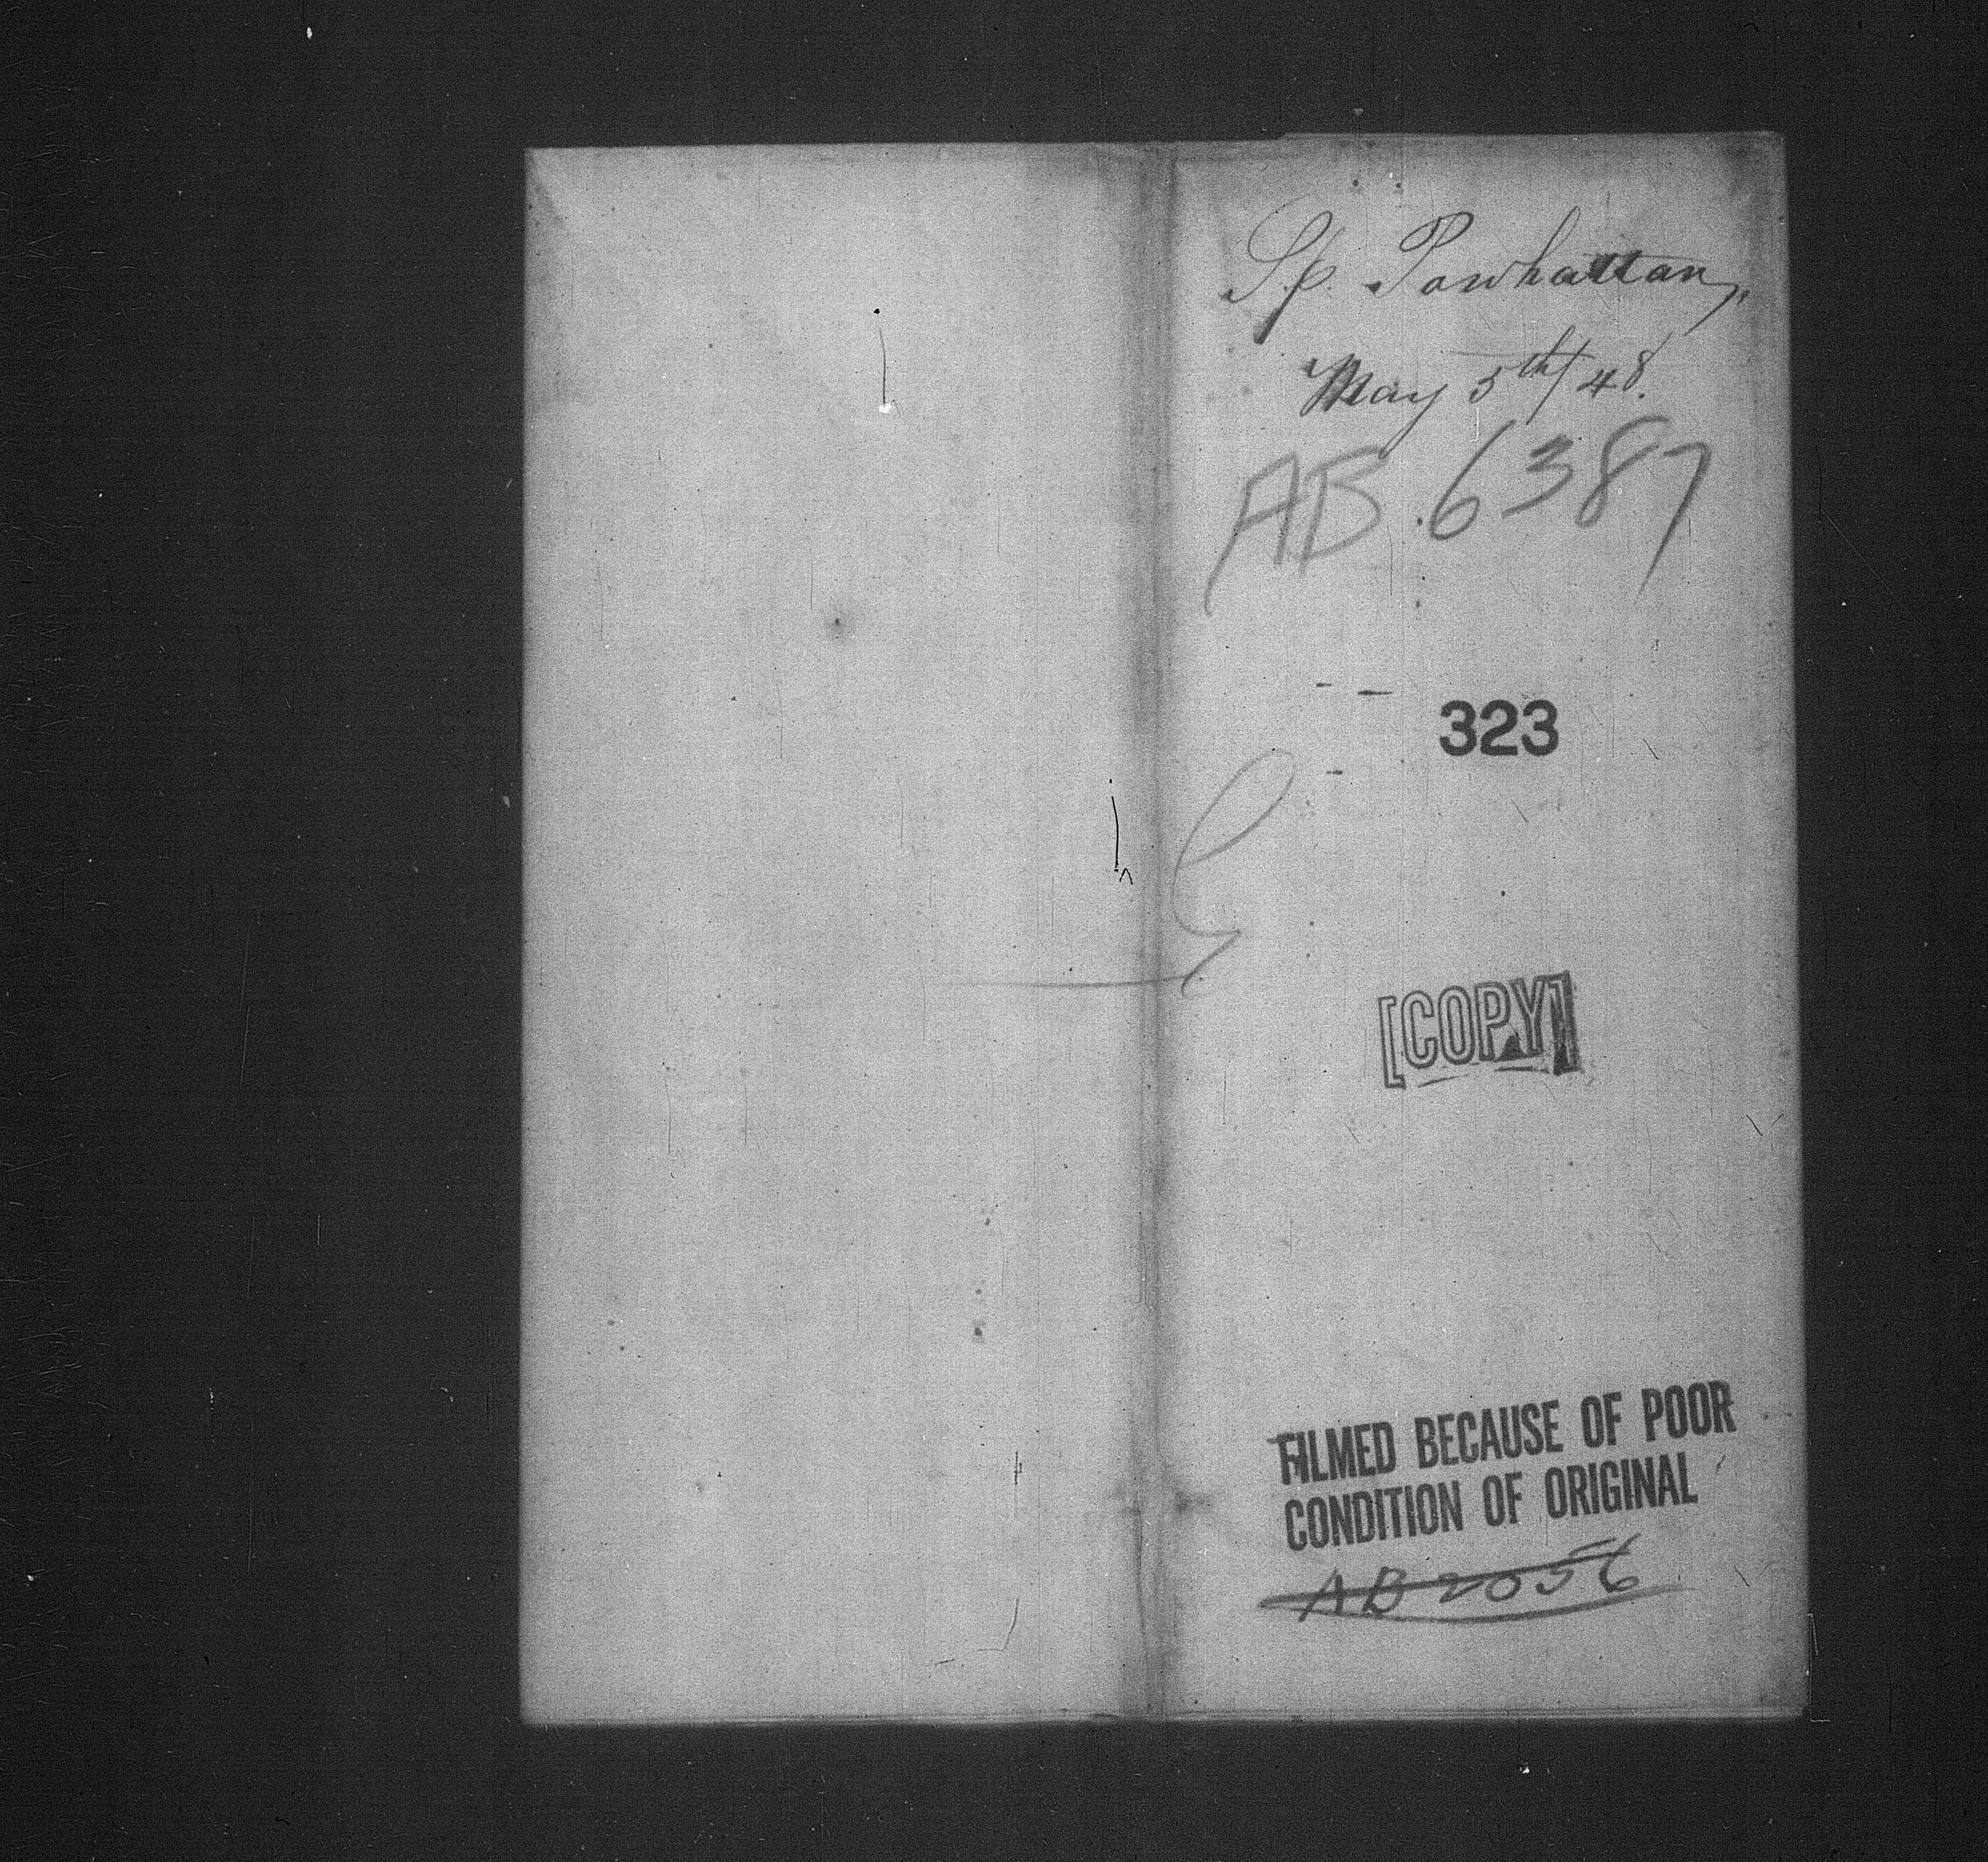 Sp. Powhattan,
May 5th/48.
AB 6387
323
[COPY]
FILMED BECAUSE OF POOR
CONDITION OF ORIGINAL
AB 2056